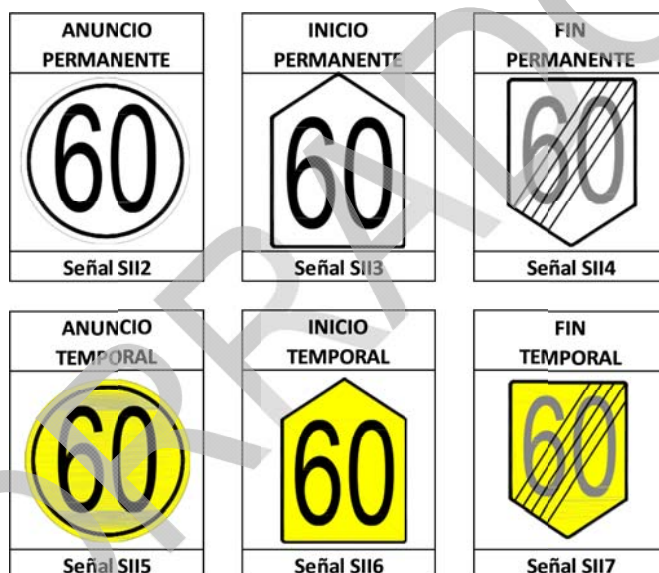 ANUNCIO
PERMANENTE
60
Señal SII2
INICIO
PERMANENTE
60
Señal SII3
FIN
PERMANENTE
60
Señal SII4
ANUNCIO
TEMPORAL
60
Señal SII5
INICIO
TEMPORAL
60
Señal SII6
FIN
TEMPORAL
60
Señal SII7